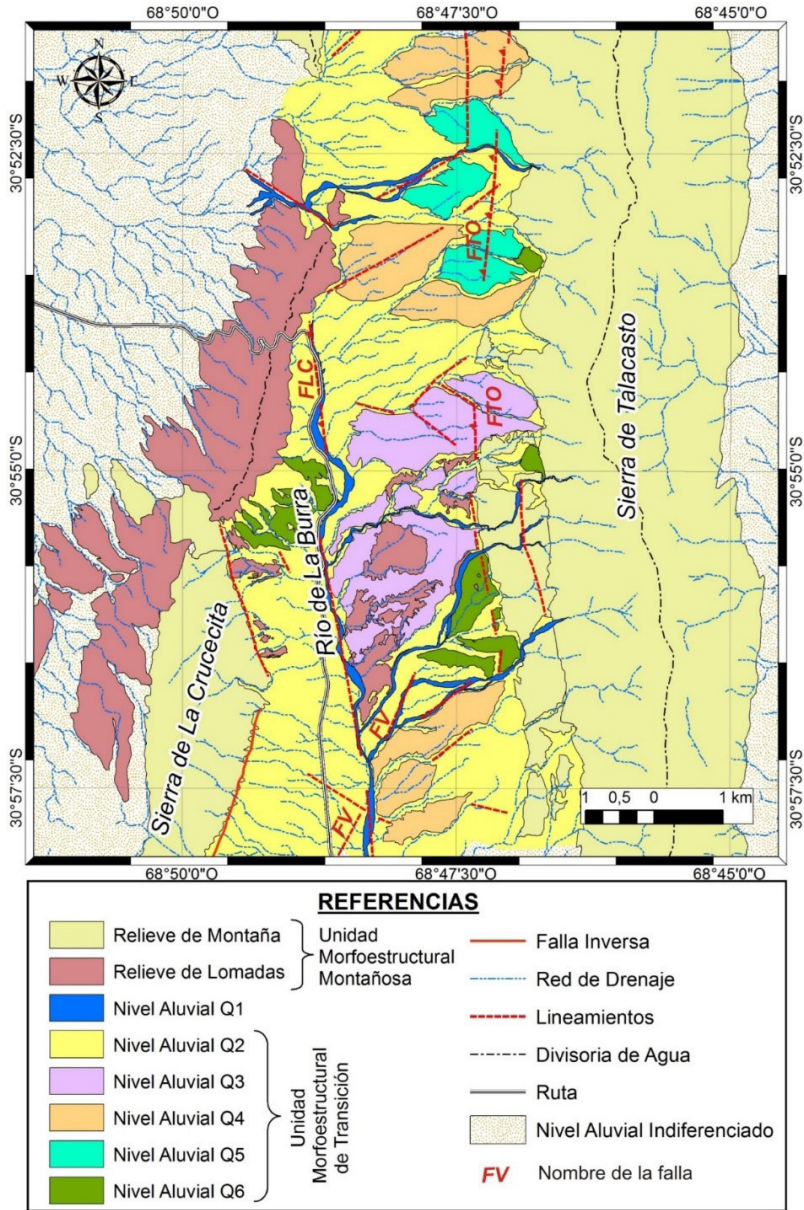 68°50'0"O
68°47'30"O
68°45'0"O
N
W
E
S
30°52'30"S
30°52'30"S
FTO
FLC
FTO
Sierra de Talacasto
30°55'0"S
30°55'0"S
Río de La Burra
Sierra de La Crucecita
FV
FV
30°57'30"S
30°57'30"S
1 0,5 0 1 km
68°50'0"O
68°47'30"O
68°45'0"O
REFERENCIAS
Relieve de Montaña
Relieve de Lomadas
Unidad
Morfoestructural
Montañosa
Nivel Aluvial Q1
Nivel Aluvial Q2
Nivel Aluvial Q3
Nivel Aluvial Q4
Nivel Aluvial Q5
Nivel Aluvial Q6
Unidad
Morfoestructural
de Transición
Falla Inversa
Red de Drenaje
Lineamientos
Divisoria de Agua
Ruta
Nivel Aluvial Indiferenciado
FV Nombre de la falla